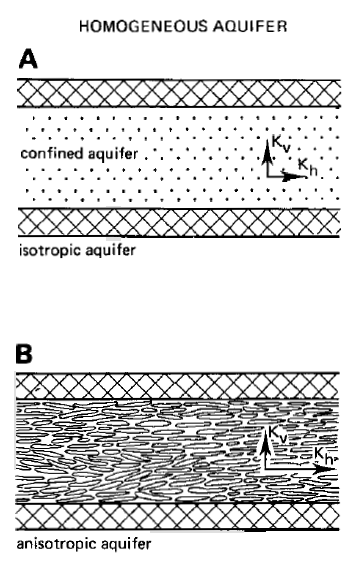 HOMOGENEOUS AQUIFER
A
confined aquifer
Kv
Kh
isotropic aquifer
B
Kv
Kh
anisotropic aquifer